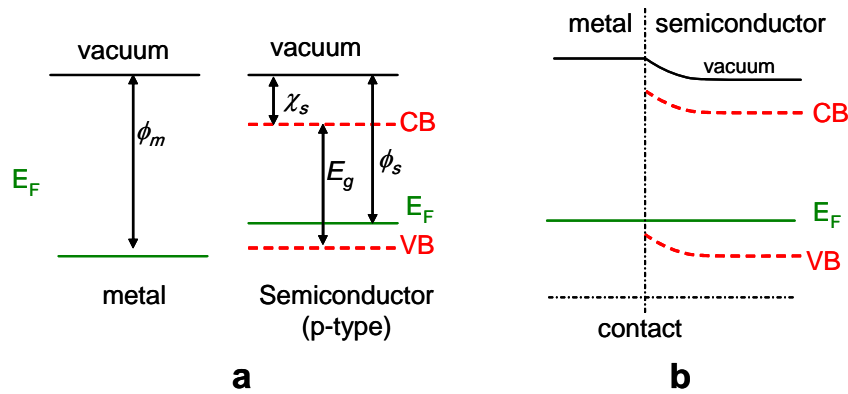 vacuum
vacuum
χs
CB
ϕm
Eg
ϕs
EF
EF
VB
metal
Semiconductor
(p-type)
a
metal
semiconductor
vacuum
CB
EF
VB
contact
b